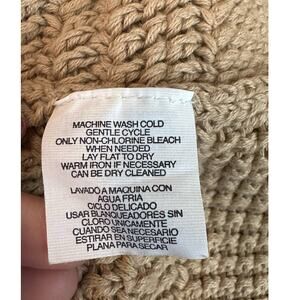 MACHINE WASH COLD
GENTLE CYCLE
ONLY NON-CHLORINE BLEACH
WHEN NEEDED
LAY FLAT TO DRY
WARM IRON IF NECESSARY
CAN BE DRY CLEANED
LAVADO A MAQUINA CON
AGUA FRIA
CICLO DELICADO
USAR BLANQUEADORES SIN
CLORO UNICAMENTE
CUANDO SEA NECESARIO
ESTIRAR EN SUPERFICIE
PLANA PARA SECAR